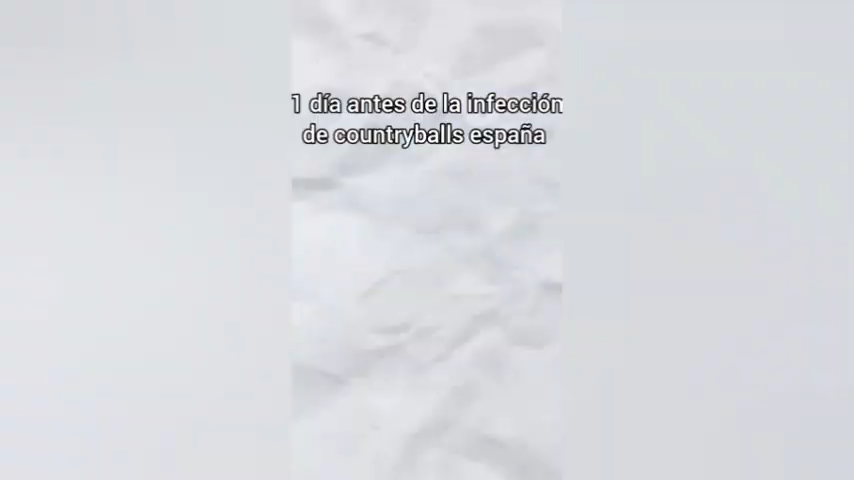 1 día antes de la infección
de countryballs españa